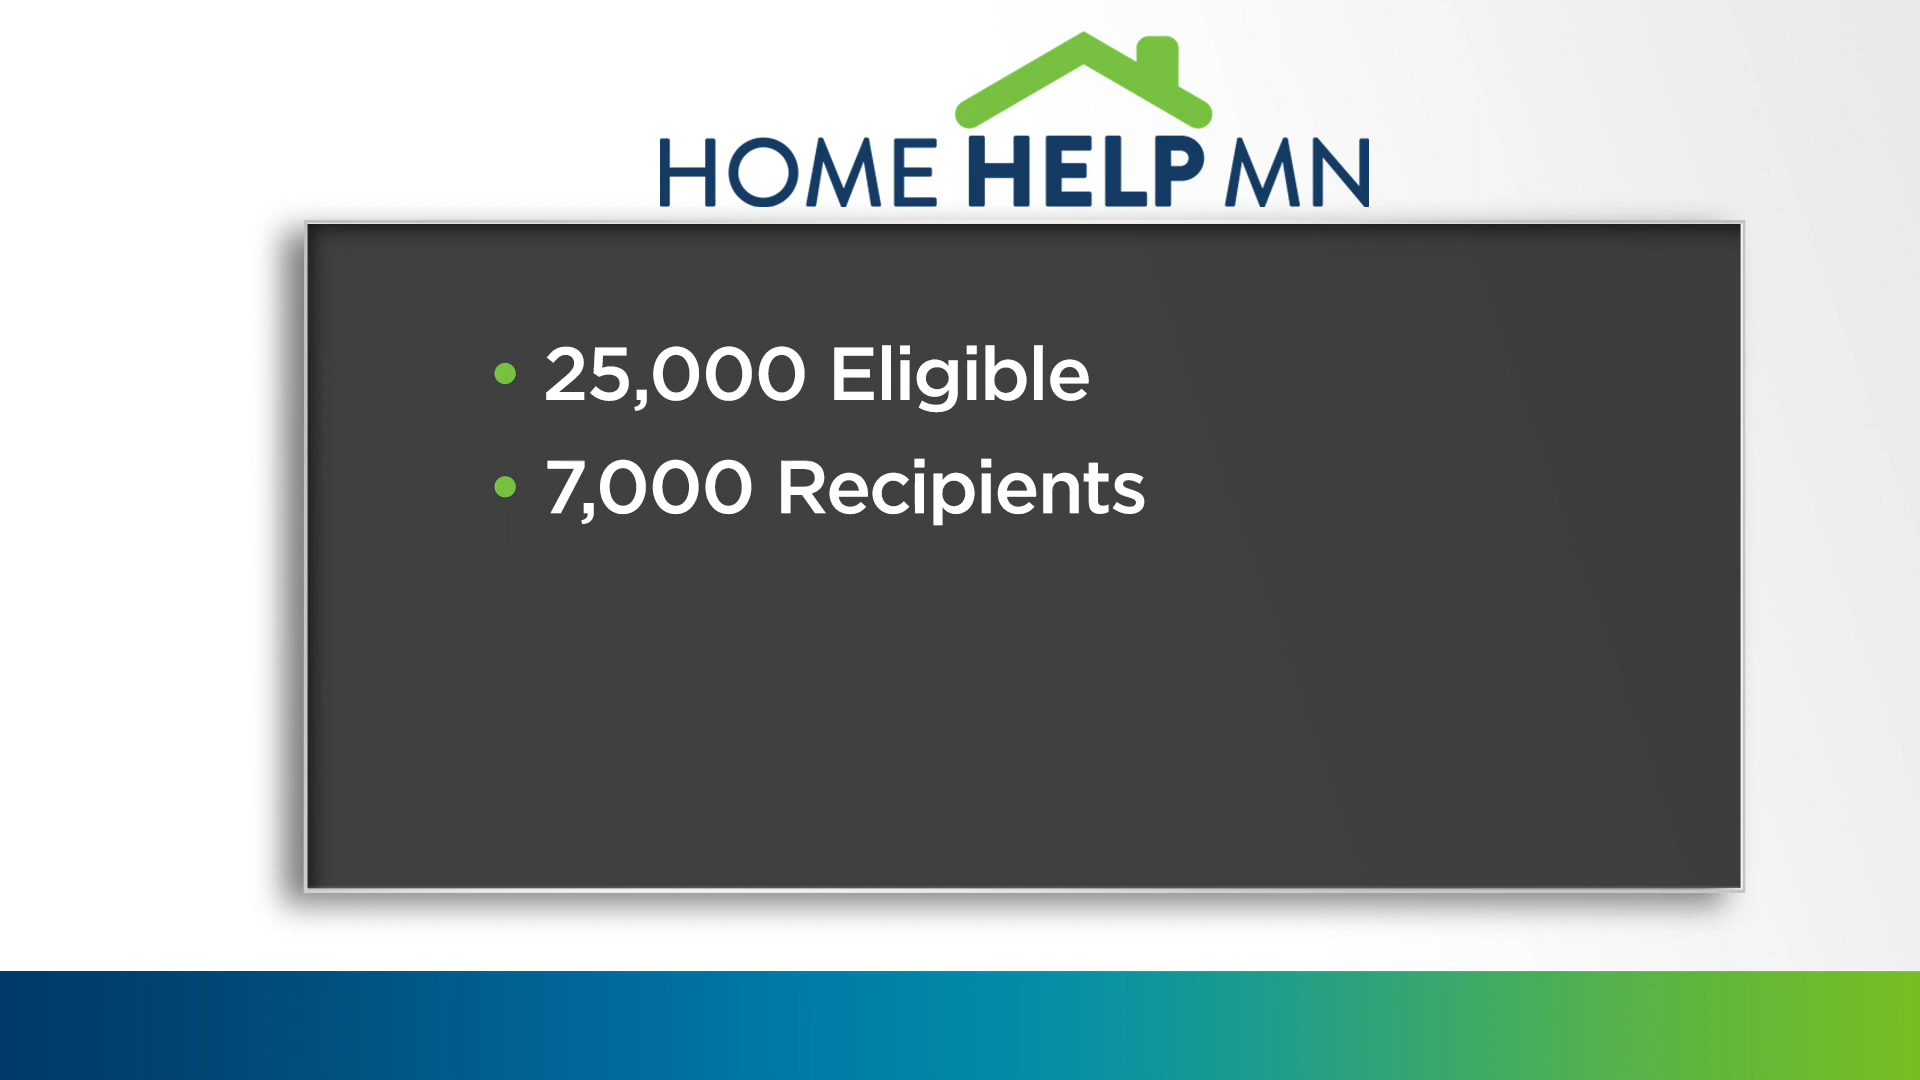 HOME HELP MN
• 25,000 Eligible
• 7,000 Recipients